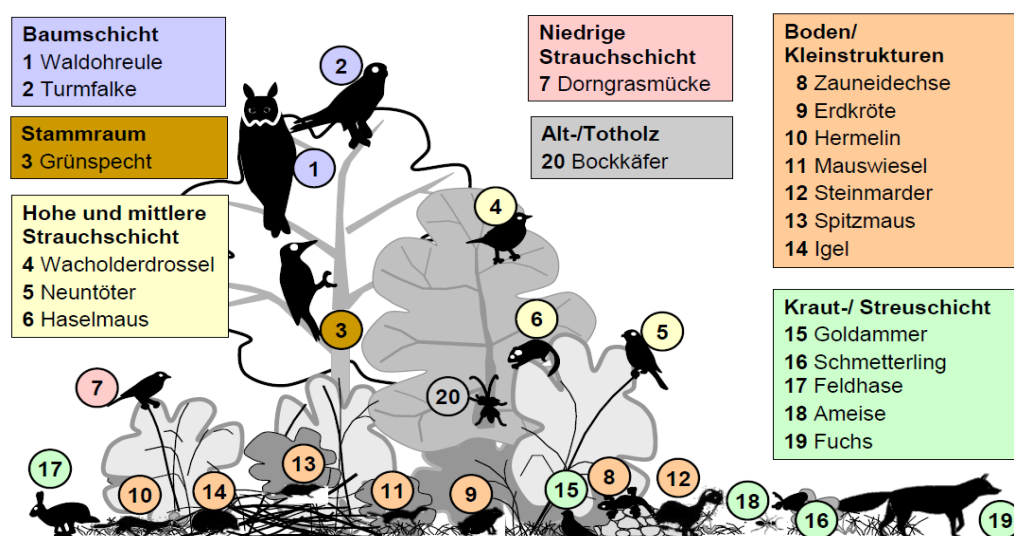 Baumschicht
1 Waldohreule
2 Turmfalke
Stammraum
3 Grünspecht
Hohe und mittlere
Strauchschicht
4 Wacholderdrossel
5 Neuntöter
6 Haselmaus
Niedrige
Strauchschicht
7 Dorngrasmücke
Alt-/Totholz
20 Bockkäfer
Boden/
Kleinstrukturen
8 Zauneidechse
9 Erdkröte
10 Hermelin
11 Mauswiesel
12 Steinmarder
13 Spitzmaus
14 Igel
Kraut-/ Streuschicht
15 Goldammer
16 Schmetterling
17 Feldhase
18 Ameise
19 Fuchs
2
1
4
3
6
5
7
20
17
13
10
14
11
9
15
8
12
18
16
19